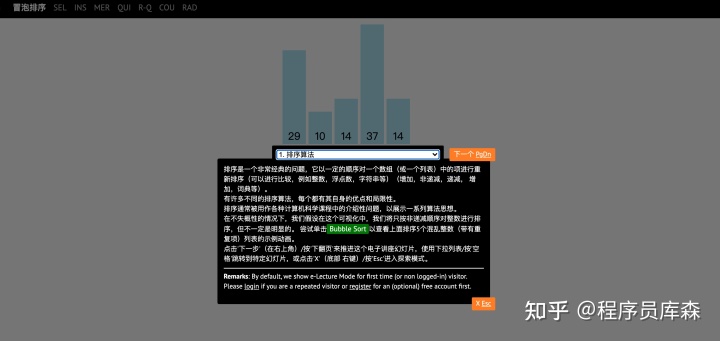 冒泡排序 SEL INS MER QUI R-Q COU RAD
29 10 14 37 14
1. 排序算法
下一个 PgDn
排序是一个非常经典的问题，它以一定的顺序对一个数组（或一个列表）中的项进行重
新排序（可以进行比较，例如整数，浮点数，字符串等）（增加，非递减，递减， 增
加，词典等）。
有许多不同的排序算法，每个都有其自身的优点和局限性。
排序通常被用作各种计算机科学课程中的介绍性问题，以展示一系列算法思想。
在不失概性的情况下，我们假设在这个可视化中，我们将只按非递减顺序对整数进行排
序，但不一定是明显的。 尝试单击 Bubble Sort 以查看上面排序5个混乱整数（带有重
复项）列表的示例动画。
点击'下一步'（在右上角）/按'下翻页'来推进这个电子讲座幻灯片，使用下拉列表/按'空
格'跳转到特定幻灯片，或点击'X'（底部 右键）/按'Esc'进入探索模式。
Remarks: By default, we show e-Lecture Mode for first time (or non logged-in) visitor.
Please login if you are a repeated visitor or register for an (optional) free account first.
X Esc
知乎 @程序员库森